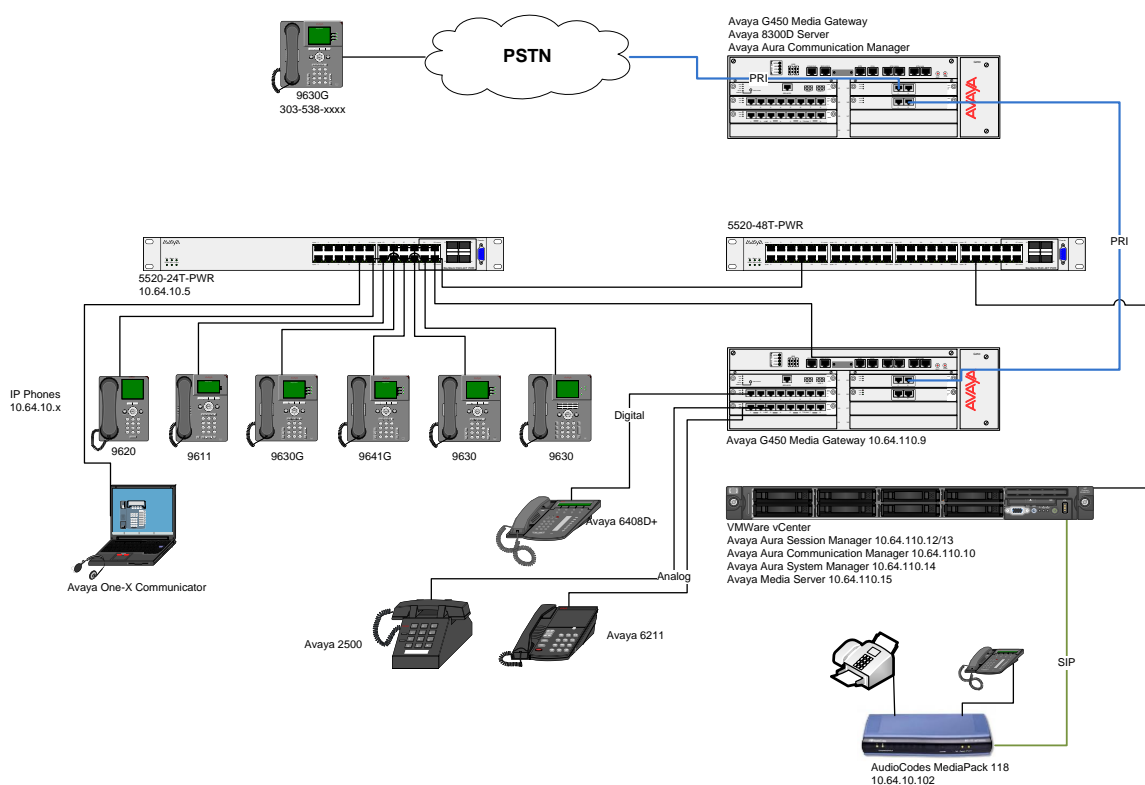 Avaya G450 Media Gateway
Avaya 8300D Server
Avaya Aura Communication Manager
PSTN
PRI
AVAYA
9630G
303-538-xxxx
5520-48T-PWR
PRI
AVAYA
AVAYA
5520-24T-PWR
10.64.10.5
IP Phones
10.64.10.x
9620
9611
9630G
9641G
9630
9630
Digital
AVAYA
Avaya G450 Media Gateway 10.64.110.9
Avaya 6408D+
VMWare vCenter
Avaya Aura Session Manager 10.64.110.12/13
Avaya Aura Communication Manager 10.64.110.10
Avaya Aura System Manager 10.64.110.14
Avaya Media Server 10.64.110.15
Avaya One-X Communicator
Analog
Avaya 2500
Avaya 6211
SIP
AudioCodes MediaPack 118
10.64.10.102